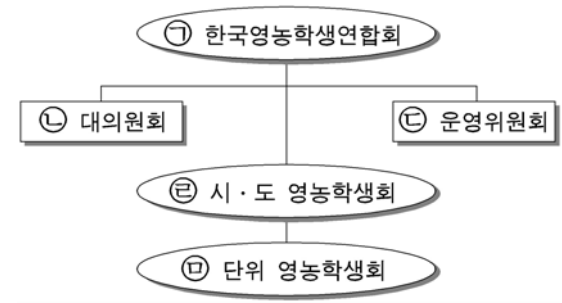 ㉠ 한국영농학생연합회
㉡ 대의원회
㉢ 운영위원회
㉣ 시·도 영농학생회
㉤ 단위 영농학생회